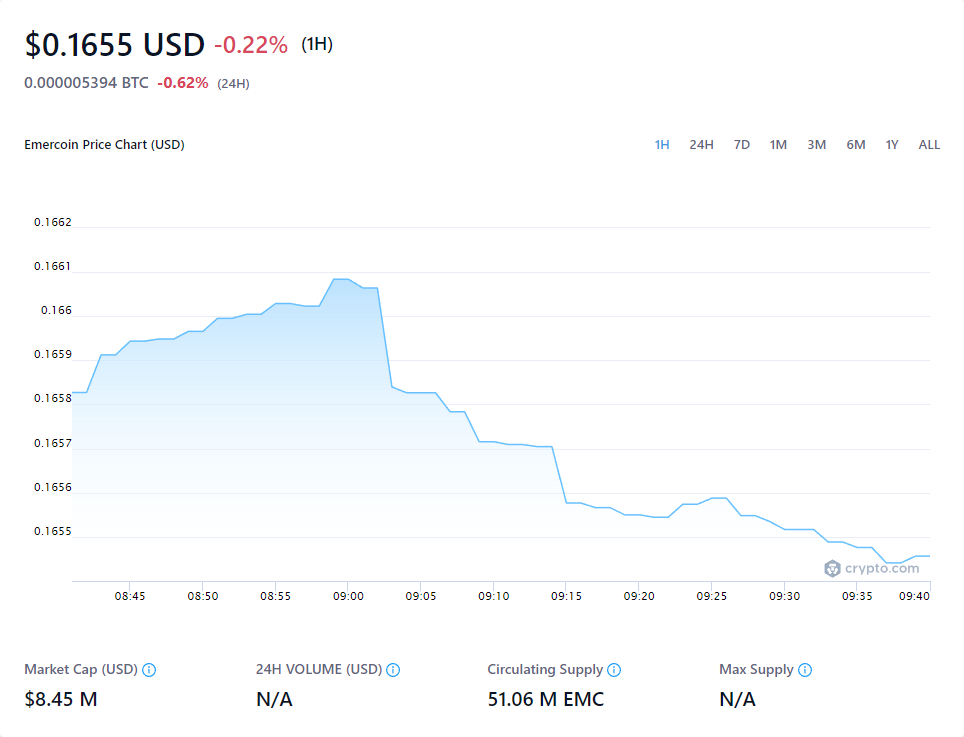 $0.1655 USD -0.22% (1H)
0.000005394 BTC -0.62% (24H)
Emercoin Price Chart (USD) 1H 24H 7D 1M 3M 6M 1Y ALL
0.1662
0.1661
0.166
0.1659
0.1658
0.1657
0.1656
0.1655
crypto.com
08:45 08:50 08:55 09:00 09:05 09:10 09:15 09:20 09:25 09:30 09:35 09:40
Market Cap (USD) 24H VOLUME (USD) Circulating Supply Max Supply
$8.45 M N/A 51.06 M EMC N/A